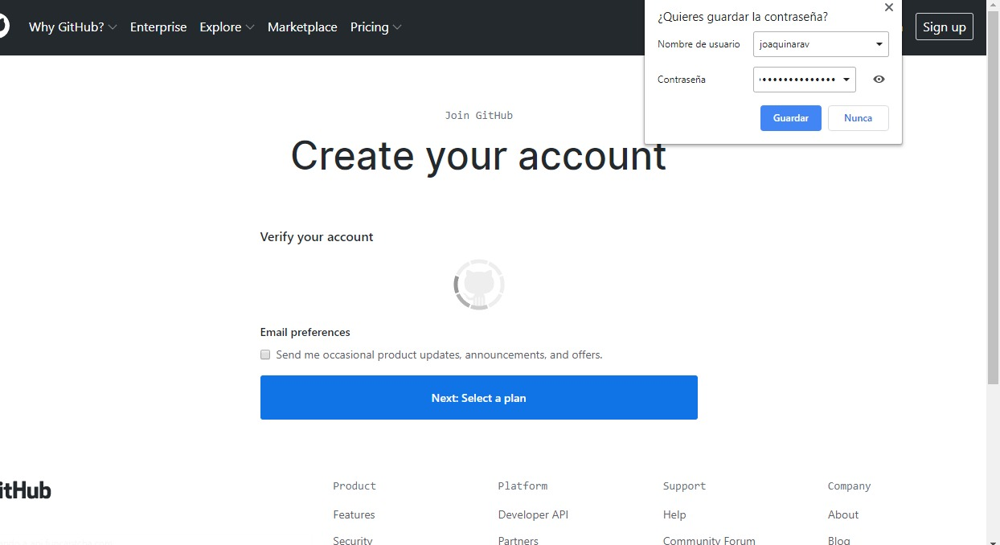 Why GitHub? Enterprise Explore Marketplace Pricing
Sign up
¿Quieres guardar la contraseña?
Nombre de usuario joaquinarav
Contraseña ••••••••••••••
Guardar Nunca
Join GitHub
Create your account
Verify your account
Email preferences
Send me occasional product updates, announcements, and offers.
Next: Select a plan
itHub
Product Platform Support Company
Features Developer API Help About
Security Partners Community Forum Blog